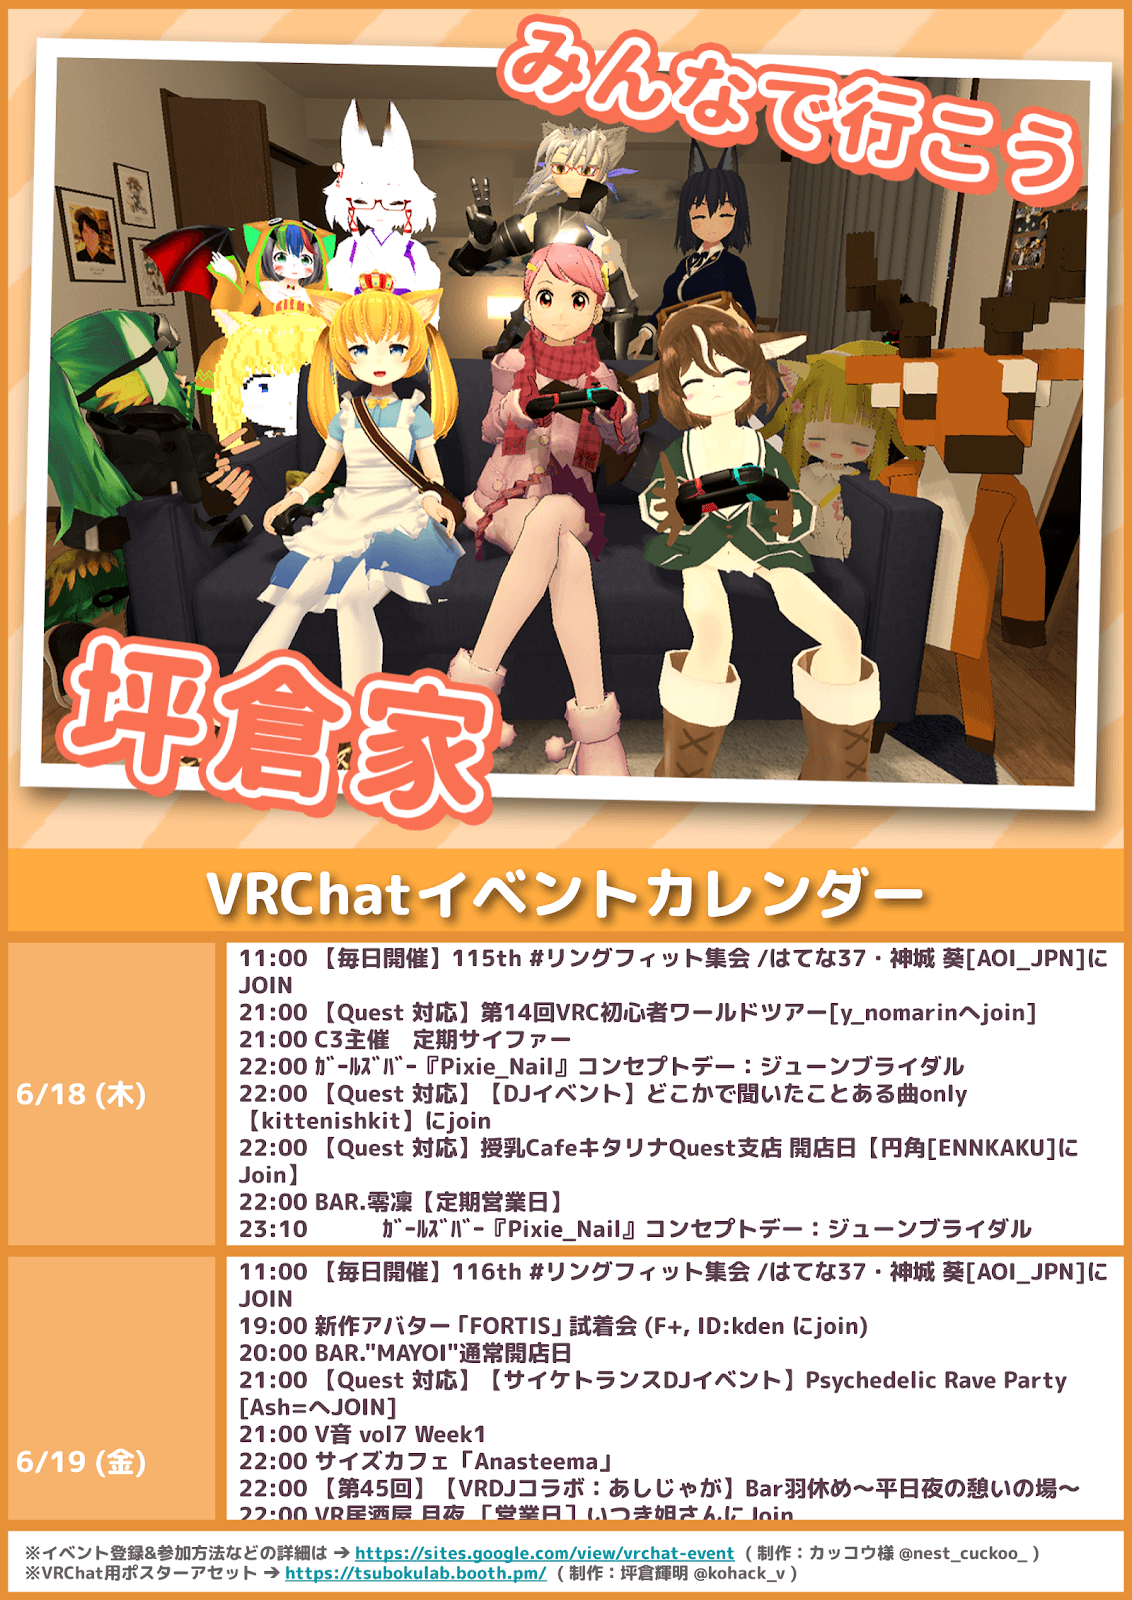 みんなで行こう
坪倉家
VRChatイベントカレンダー
6/18 (木)
11:00 【毎日開催】115th #リングフィット集会 /はてな37・神城 葵[AOI_JPN]に
JOIN
21:00 【Quest 対応】第14回VRC初心者ワールドツアー[y_nomarinへjoin]
21:00 C3主催　定期サイファー
22:00 ｶﾞｰﾙｽﾞﾊﾞｰ『Pixie_Nail』コンセプトデー：ジューンブライダル
22:00 【Quest 対応】【DJイベント】どこかで聞いたことある曲only
【kittenishkit】にjoin
22:00 【Quest 対応】授乳CafeキタリナQuest支店 開店日【円角[ENNKAKU]に
Join】
22:00 BAR.零凜【定期営業日】
23:10 　　　ｶﾞｰﾙｽﾞﾊﾞｰ『Pixie_Nail』コンセプトデー：ジューンブライダル
6/19 (金)
11:00 【毎日開催】116th #リングフィット集会 /はてな37・神城 葵[AOI_JPN]に
JOIN
19:00 新作アバター「FORTIS」試着会 (F+, ID:kden にjoin)
20:00 BAR."MAYOI"通常開店日
21:00 【Quest 対応】【サイケトランスDJイベント】Psychedelic Rave Party
[Ash=へJOIN]
21:00 V音 vol7 Week1
22:00 サイズカフェ「Anasteema」
22:00 【第45回】【VRDJコラボ：あしじゃが】Bar羽休め～平日夜の憩いの場～
22:00 VR居酒屋 月夜 ［営業日］いつき姐さんに Join
※イベント登録&参加方法などの詳細は ➔ https://sites.google.com/view/vrchat-event ( 制作：カッコウ様 @nest_cuckoo_ )
※VRChat用ポスターアセット ➔ https://tsubokulab.booth.pm/ ( 制作：坪倉輝明 @kohack_v )